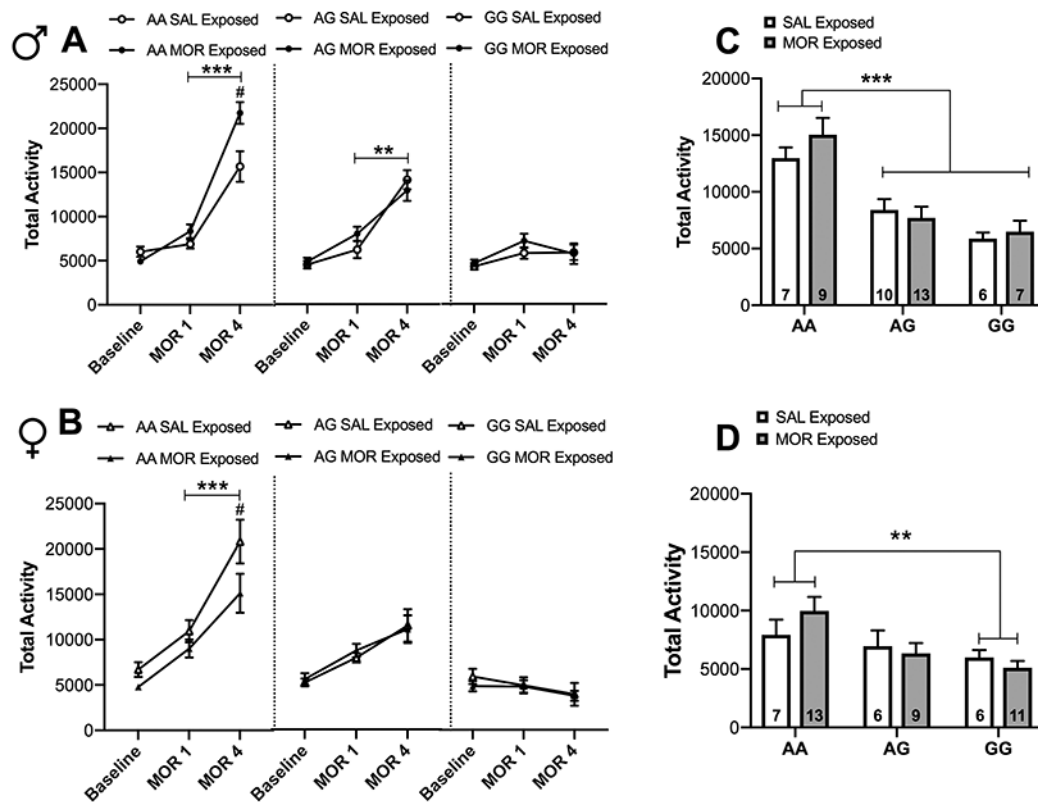 ♂ A
AA SAL Exposed AG SAL Exposed GG SAL Exposed
AA MOR Exposed AG MOR Exposed GG MOR Exposed
Total Activity
25000
20000
15000
10000
5000
0
***
#
**
Baseline MOR 1 MOR 4 Baseline MOR 1 MOR 4 Baseline MOR 1 MOR 4
C
SAL Exposed
MOR Exposed
Total Activity
20000
15000
10000
5000
0
***
7 9 10 13 6 7
AA AG GG
♀ B
AA SAL Exposed AG SAL Exposed GG SAL Exposed
AA MOR Exposed AG MOR Exposed GG MOR Exposed
Total Activity
25000
20000
15000
10000
5000
0
***
#
Baseline MOR 1 MOR 4 Baseline MOR 1 MOR 4 Baseline MOR 1 MOR 4
D
SAL Exposed
MOR Exposed
Total Activity
20000
15000
10000
5000
0
**
7 13 6 9 6 11
AA AG GG